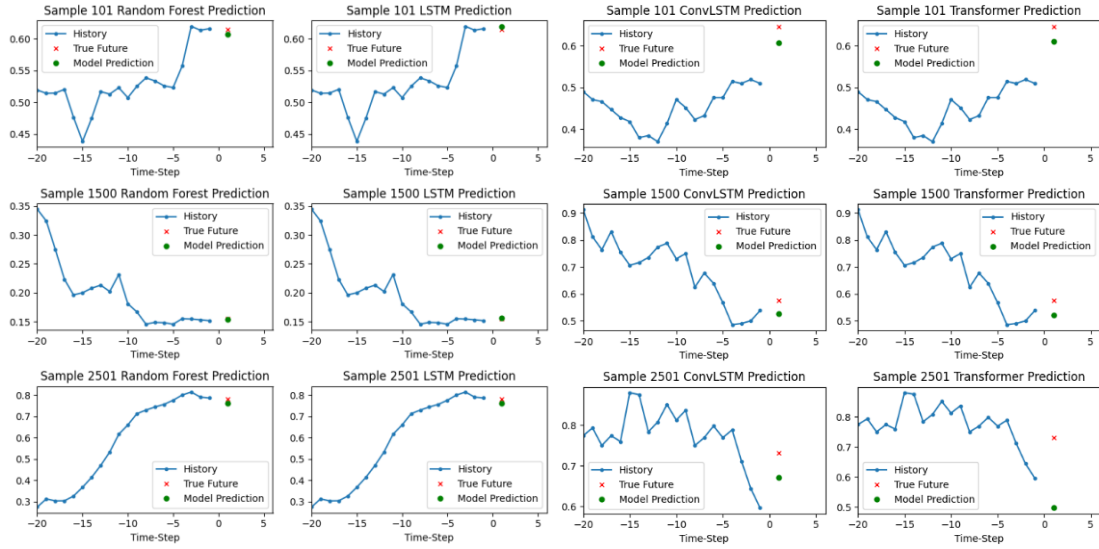 Sample 101 Random Forest Prediction
0.60
0.55
0.50
0.45
History
True Future
Model Prediction
−20 −15 −10 −5 0 5
Time-Step
Sample 101 LSTM Prediction
0.60
0.55
0.50
0.45
History
True Future
Model Prediction
−20 −15 −10 −5 0 5
Time-Step
Sample 101 ConvLSTM Prediction
0.6
0.5
0.4
History
True Future
Model Prediction
−20 −15 −10 −5 0 5
Time-Step
Sample 101 Transformer Prediction
0.6
0.5
0.4
History
True Future
Model Prediction
−20 −15 −10 −5 0 5
Time-Step
Sample 1500 Random Forest Prediction
0.35
0.30
0.25
0.20
0.15
History
True Future
Model Prediction
−20 −15 −10 −5 0 5
Time-Step
Sample 1500 LSTM Prediction
0.35
0.30
0.25
0.20
0.15
History
True Future
Model Prediction
−20 −15 −10 −5 0 5
Time-Step
Sample 1500 ConvLSTM Prediction
0.9
0.8
0.7
0.6
0.5
History
True Future
Model Prediction
−20 −15 −10 −5 0 5
Time-Step
Sample 1500 Transformer Prediction
0.9
0.8
0.7
0.6
0.5
History
True Future
Model Prediction
−20 −15 −10 −5 0 5
Time-Step
Sample 2501 Random Forest Prediction
0.8
0.7
0.6
0.5
0.4
0.3
History
True Future
Model Prediction
−20 −15 −10 −5 0 5
Time-Step
Sample 2501 LSTM Prediction
0.8
0.7
0.6
0.5
0.4
0.3
History
True Future
Model Prediction
−20 −15 −10 −5 0 5
Time-Step
Sample 2501 ConvLSTM Prediction
0.8
0.7
0.6
History
True Future
Model Prediction
−20 −15 −10 −5 0 5
Time-Step
Sample 2501 Transformer Prediction
0.8
0.7
0.6
0.5
History
True Future
Model Prediction
−20 −15 −10 −5 0 5
Time-Step